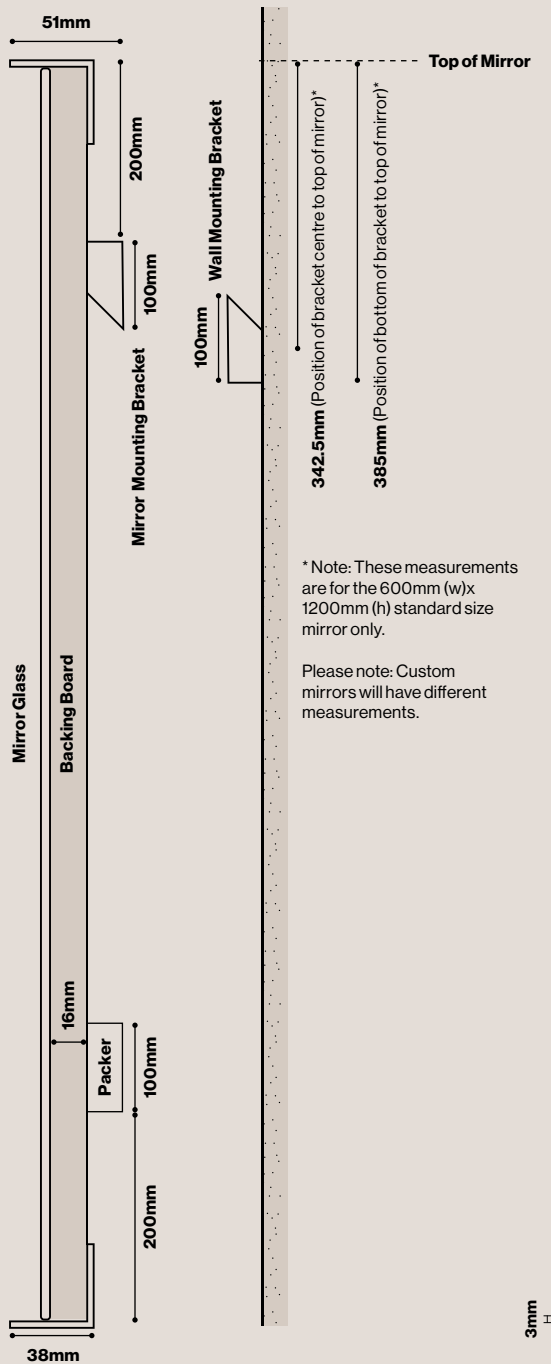 51mm
Top of Mirror
200mm
100mm
Mirror Mounting Bracket
Wall Mounting Bracket
100mm
342.5mm (Position of bracket centre to top of mirror)*
385mm (Position of bottom of bracket to top of mirror)*
* Note: These measurements
are for the 600mm (w)x
1200mm (h) standard size
mirror only.
Please note: Custom
mirrors will have different
measurements.
Mirror Glass
Backing Board
16mm
Packer
100mm
200mm
38mm
3mm